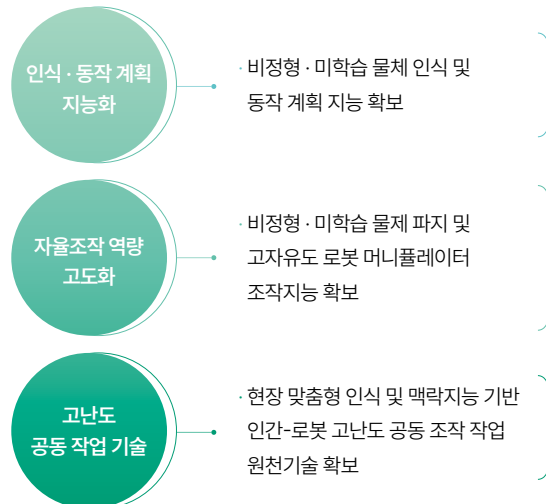 인식 · 동작 계획
지능화
· 비정형 · 미학습 물체 인식 및
동작 계획 지능 확보
자율조작 역량
고도화
· 비정형 · 미학습 물제 파지 및
고자유도 로봇 머니퓰레이터
조작지능 확보
고난도
공동 작업 기술
· 현장 맞춤형 인식 및 맥락지능 기반
인간-로봇 고난도 공동 조작 작업
원천기술 확보